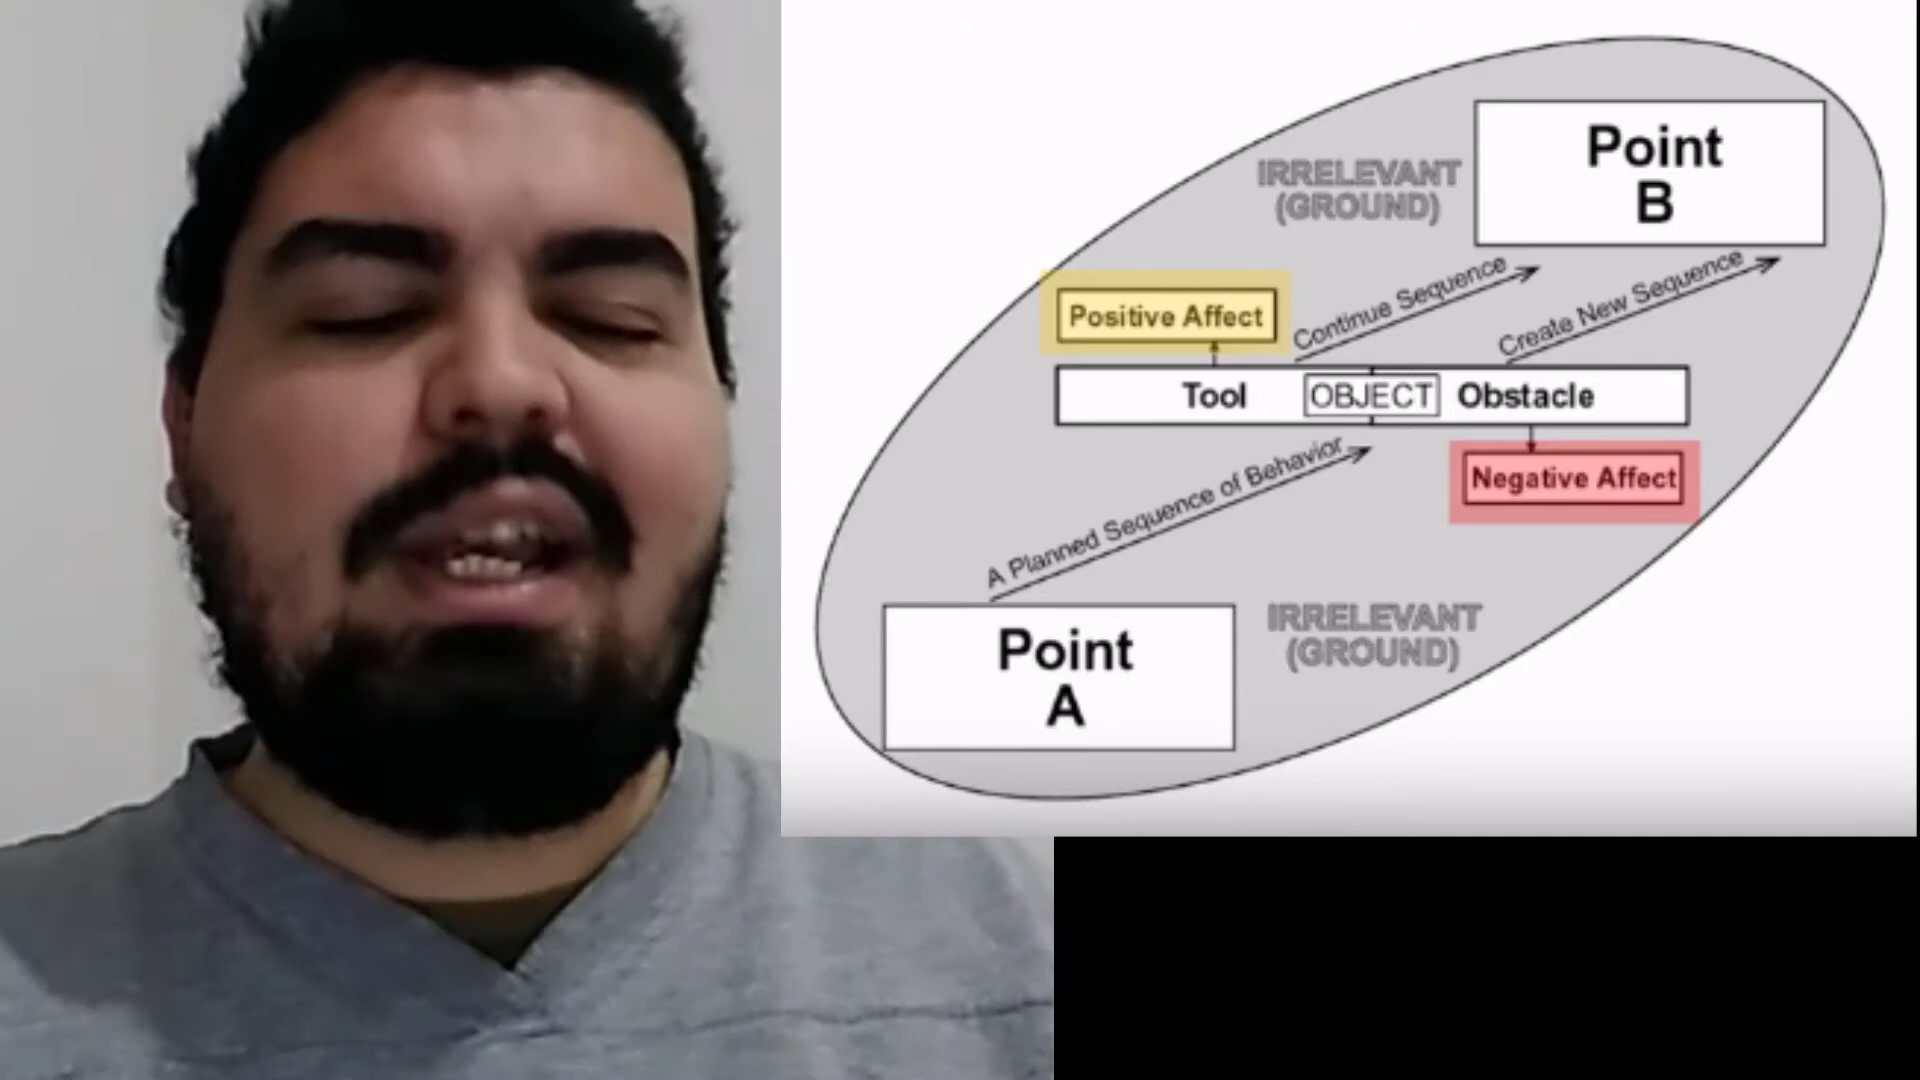 Point
B
IRRELEVANT
(GROUND)
Positive Affect
Continue Sequence
Create New Sequence
Tool
OBJECT
Obstacle
A Planned Sequence of Behavior
Negative Affect
Point
A
IRRELEVANT
(GROUND)